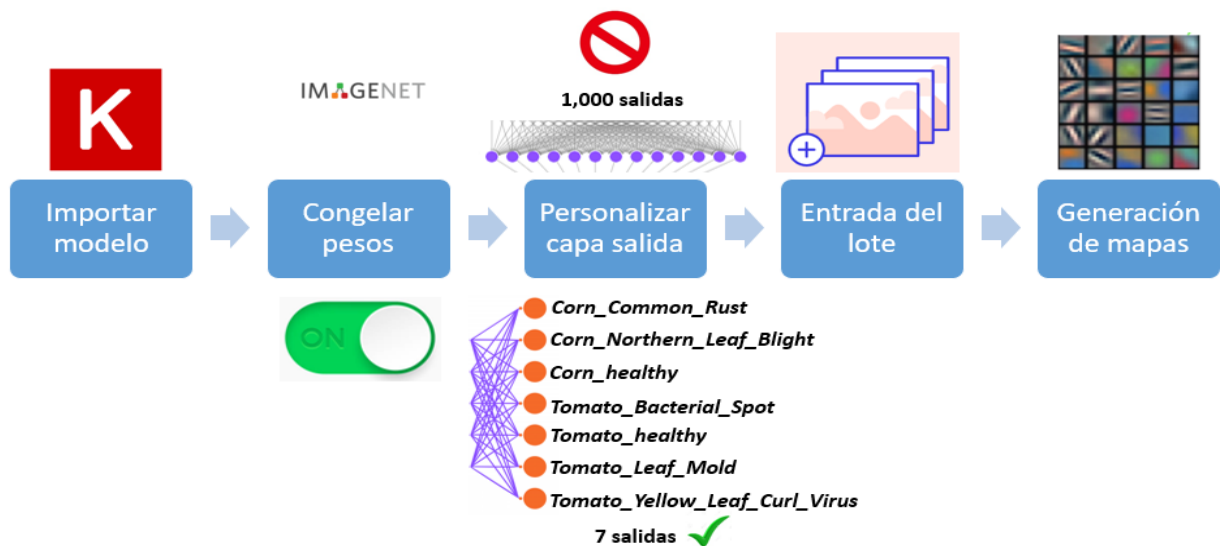 K
IMAGENET
1,000 salidas
Importar
modelo
Congelar
pesos
Personalizar
capa salida
Entrada del
lote
Generación
de mapas
ON
Corn_Common_Rust
Corn_Northern_Leaf_Blight
Corn_healthy
Tomato_Bacterial_Spot
Tomato_healthy
Tomato_Leaf_Mold
Tomato_Yellow_Leaf_Curl_Virus
7 salidas